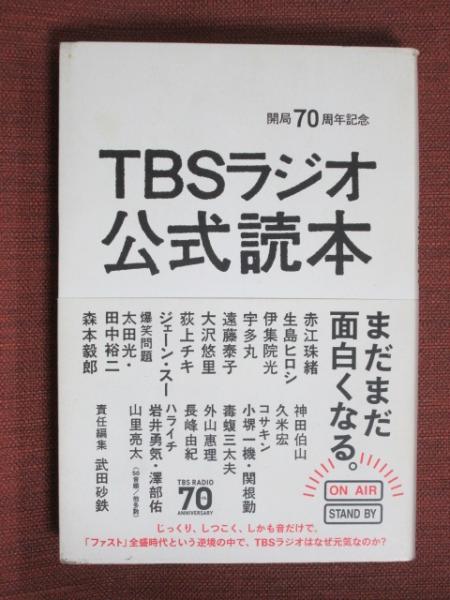 開局70周年記念
TBSラジオ
公式読本
まだまだ
面白くなる。
ON AIR
STAND BY
赤江珠緒
生島ヒロシ
伊集院光
宇多丸
遠藤泰子
大沢悠里
荻上チキ
ジェーン・スー
爆笑問題
太田光・
田中裕二
森本毅郎
神田伯山
久米宏
コサキン
小堺一機・関根勤
毒蝮三太夫
外山惠理
長峰由紀
ハライチ
岩井勇気・澤部佑
山里亮太
(50音順/他多数)
責任編集 武田砂鉄
TBS RADIO
70
ANNIVERSARY
じっくり、しつこく、しかも音だけで。
「ファスト」全盛時代という逆境の中で、TBSラジオはなぜ元気なのか?